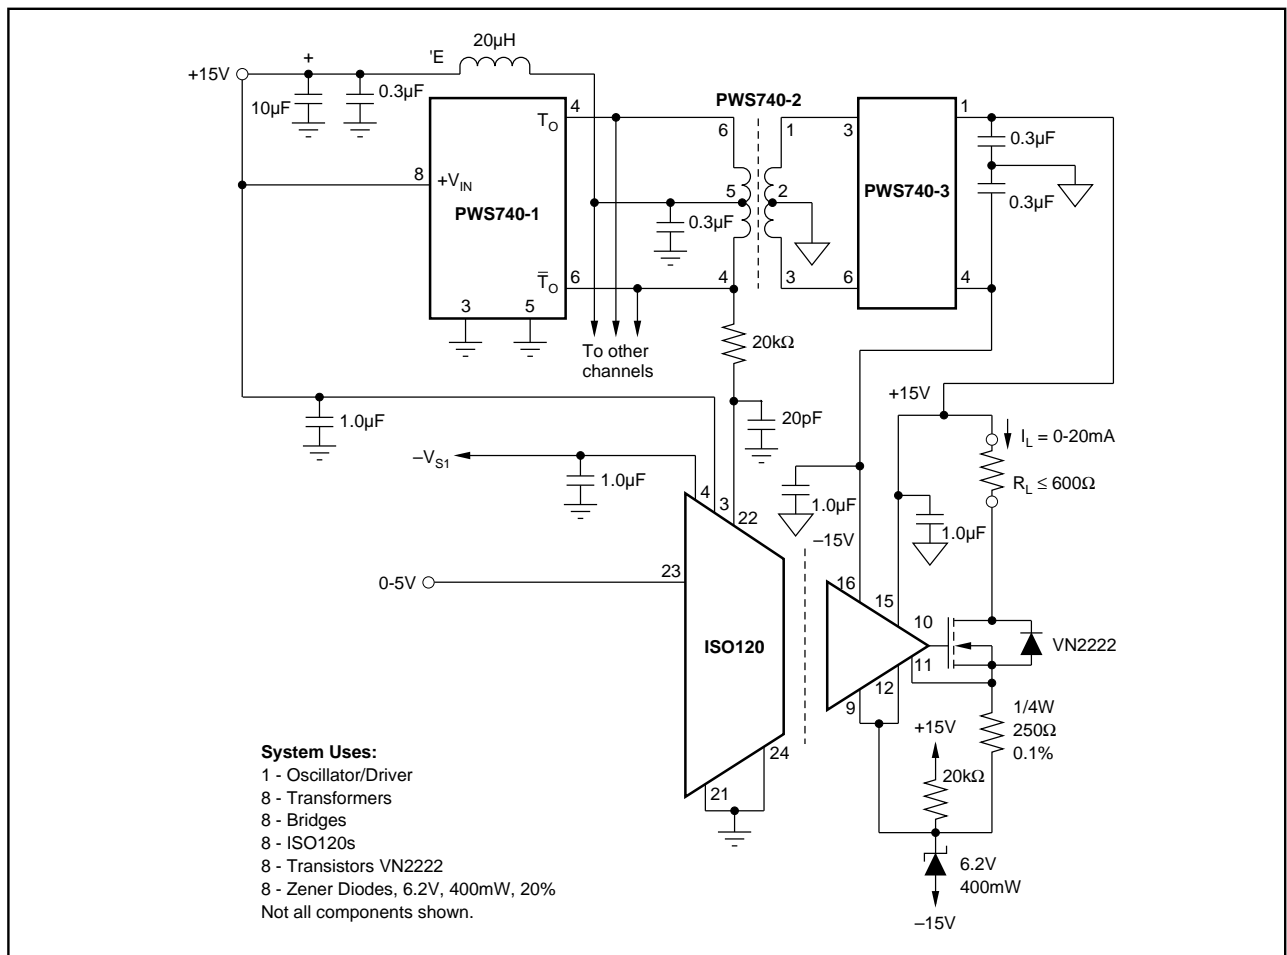 20µH
'E
+
+15V
10µF
0.3µF
4
T_O
PWS740-2
6
1
3
1
0.3µF
8
+V_IN
PWS740-1
5
2
PWS740-3
0.3µF
0.3µF
T̅_O
6
4
3
6
4
3
5
To other
channels
20kΩ
+15V
1.0µF
20pF
I_L = 0-20mA
–V_S1
1.0µF
R_L ≤ 600Ω
4
3
22
1.0µF
1.0µF
–15V
0-5V
23
16
15
10
ISO120
VN2222
11
12
9
1/4W
250Ω
0.1%
+15V
24
20kΩ
21
6.2V
400mW
–15V
System Uses:
1 - Oscillator/Driver
8 - Transformers
8 - Bridges
8 - ISO120s
8 - Transistors VN2222
8 - Zener Diodes, 6.2V, 400mW, 20%
Not all components shown.